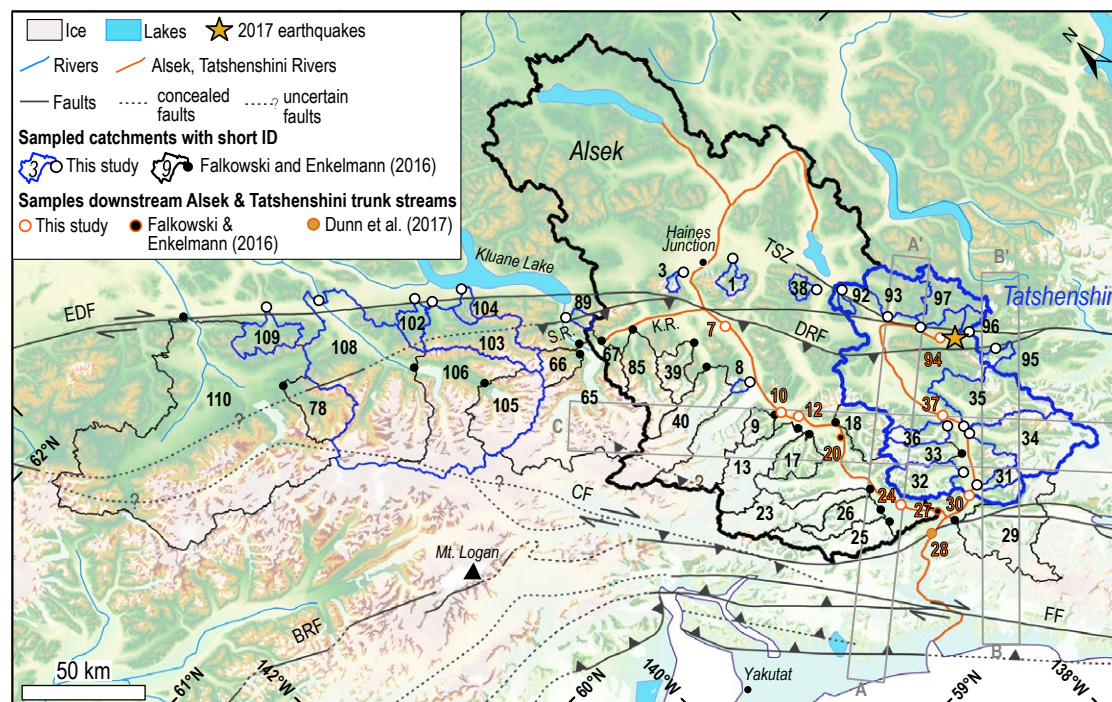 Ice
Lakes
2017 earthquakes
Rivers
Alsek, Tatshenshini Rivers
Faults
concealed
faults
?
uncertain
faults
Sampled catchments with short ID
3
This study
9
Falkowski and Enkelmann (2016)
Samples downstream Alsek & Tatshenshini trunk streams
This study
Falkowski &
Enkelmann (2016)
Dunn et al. (2017)
N
Alsek
Haines
Junction
Kluane Lake
TSZ
A'
B'
Tatshenshin
EDF
DRF
S.R.
K.R.
3
1
38
92
93
97
96
95
94
89
104
102
103
109
108
110
78
106
105
66
65
67
85
39
40
7
8
10
12
9
18
20
17
13
23
26
25
24
27
28
30
29
31
32
33
34
35
36
37
C
?
?
?
?
CF
Mt. Logan
BRF
FF
B
A
Yakutat
50 km
62°N
61°N
142°W
60°N
140°W
59°N
138°W